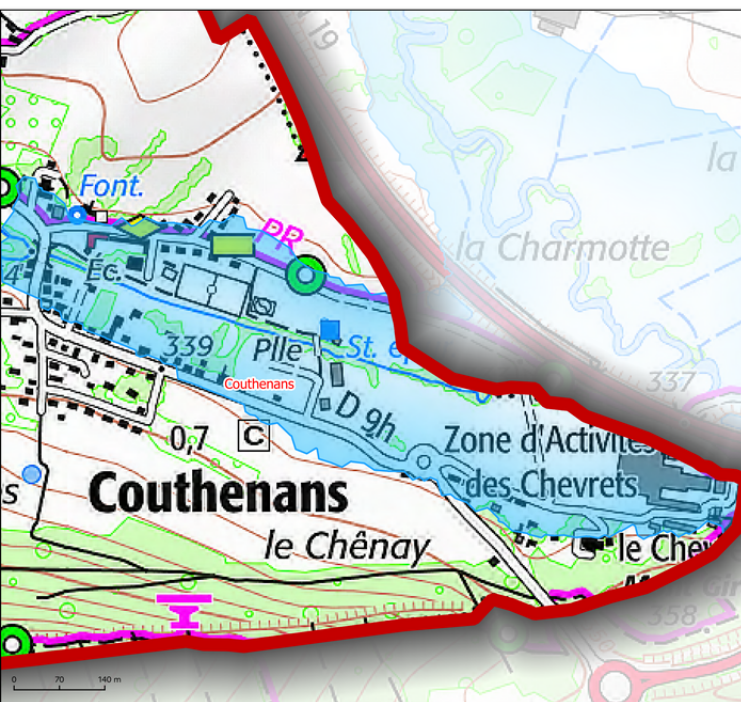 N 19
la
Font.
PR
la Charmotte
4
Éc.
339
Plle
St. é
Couthenans
337
D 9h
0,7
C
Zone d'Activités
des Chevrets
s
Couthenans
le Chênay
le Chev
358
0 70 140 m